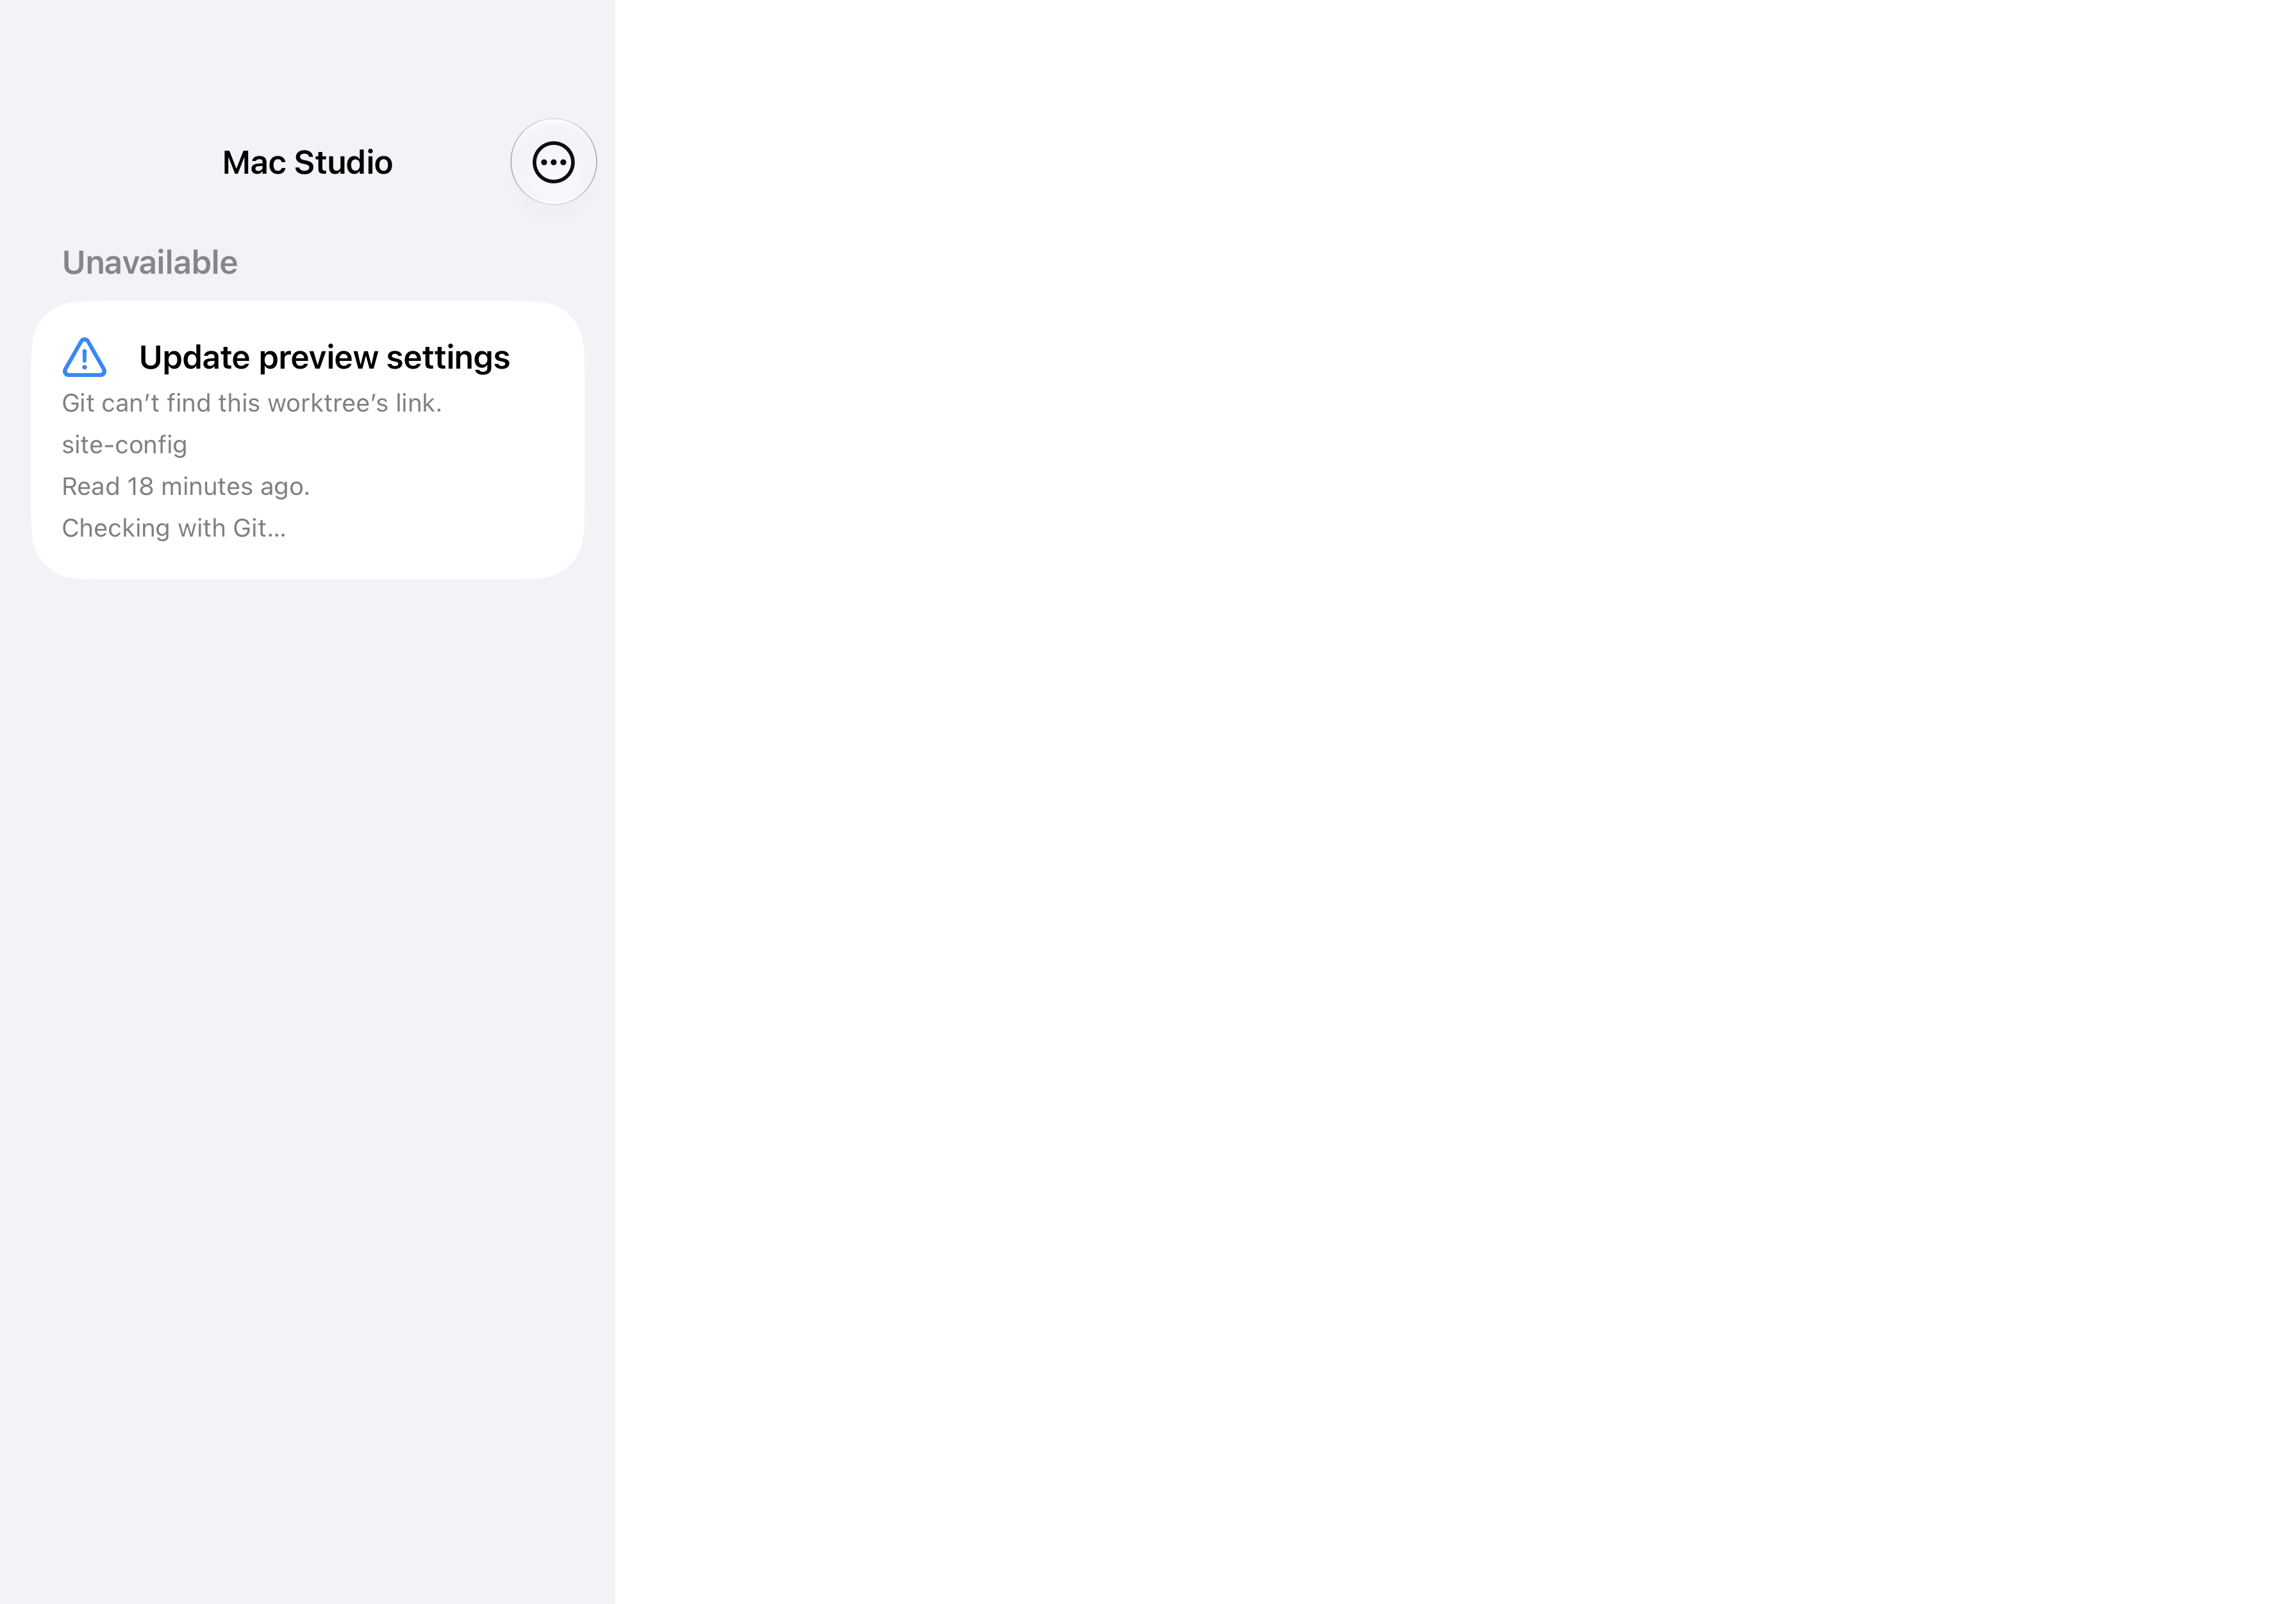 Mac Studio
Unavailable
Update preview settings
Git can’t find this worktree’s link.
site-config
Read 18 minutes ago.
Checking with Git…